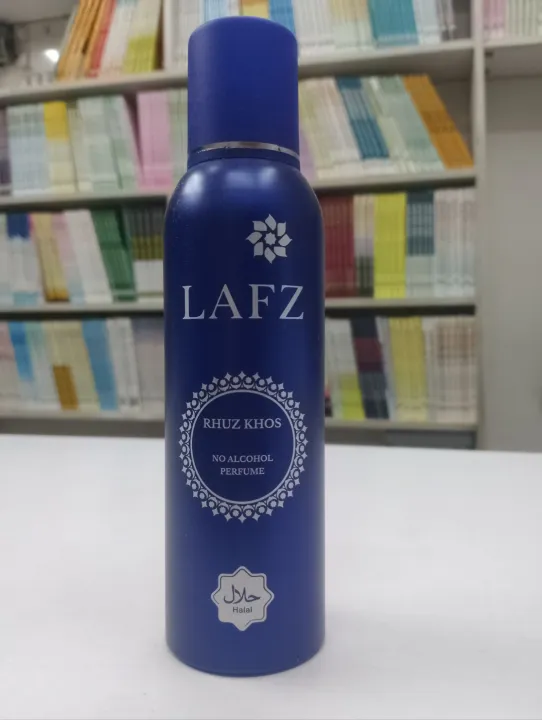 LAFZ
RHUZ KHOS
NO ALCOHOL
PERFUME
حلال
Halal